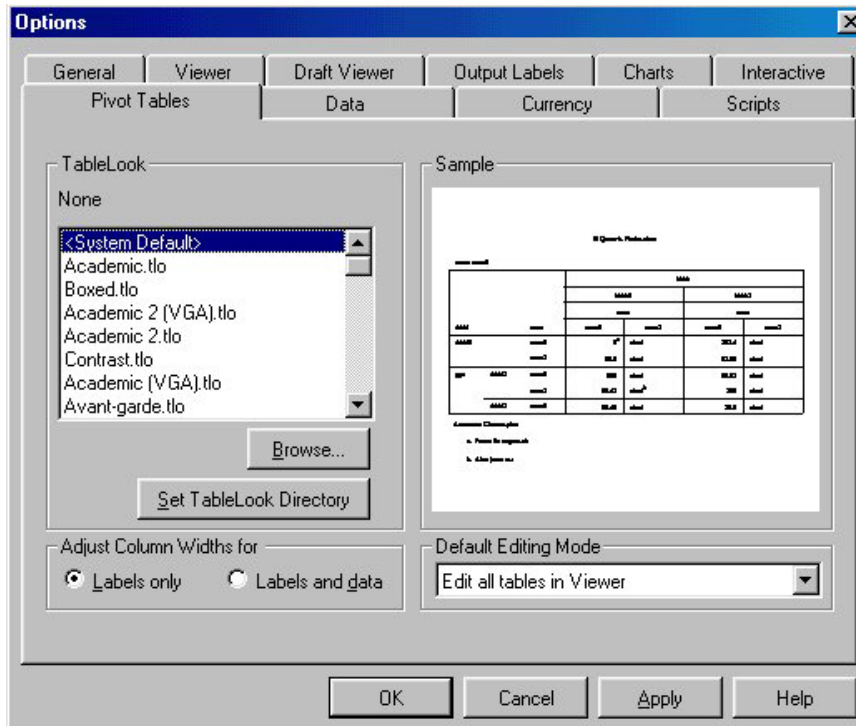 Options
General Viewer Draft Viewer Output Labels Charts Interactive
Pivot Tables Data Currency Scripts
TableLook
None
<System Default>
Academic.tlo
Boxed.tlo
Academic 2 (VGA).tlo
Academic 2.tlo
Contrast.tlo
Academic (VGA).tlo
Avant-garde.tlo
Browse...
Set TableLook Directory
Sample
Adjust Column Widths for
Labels only Labels and data
Default Editing Mode
Edit all tables in Viewer
OK Cancel Apply Help